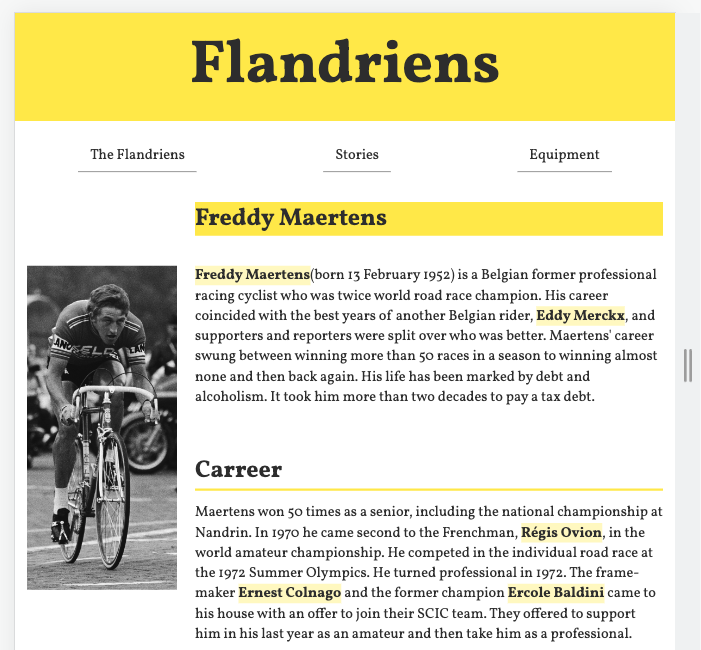 Flandriens
The Flandriens Stories Equipment
Freddy Maertens
Freddy Maertens(born 13 February 1952) is a Belgian former professional
racing cyclist who was twice world road race champion. His career
coincided with the best years of another Belgian rider, Eddy Merckx, and
supporters and reporters were split over who was better. Maertens' career
swung between winning more than 50 races in a season to winning almost
none and then back again. His life has been marked by debt and
alcoholism. It took him more than two decades to pay a tax debt.
Carreer
Maertens won 50 times as a senior, including the national championship at
Nandrin. In 1970 he came second to the Frenchman, Régis Ovion, in the
world amateur championship. He competed in the individual road race at
the 1972 Summer Olympics. He turned professional in 1972. The frame-
maker Ernest Colnago and the former champion Ercole Baldini came to
his house with an offer to join their SCIC team. They offered to support
him in his last year as an amateur and then take him as a professional.